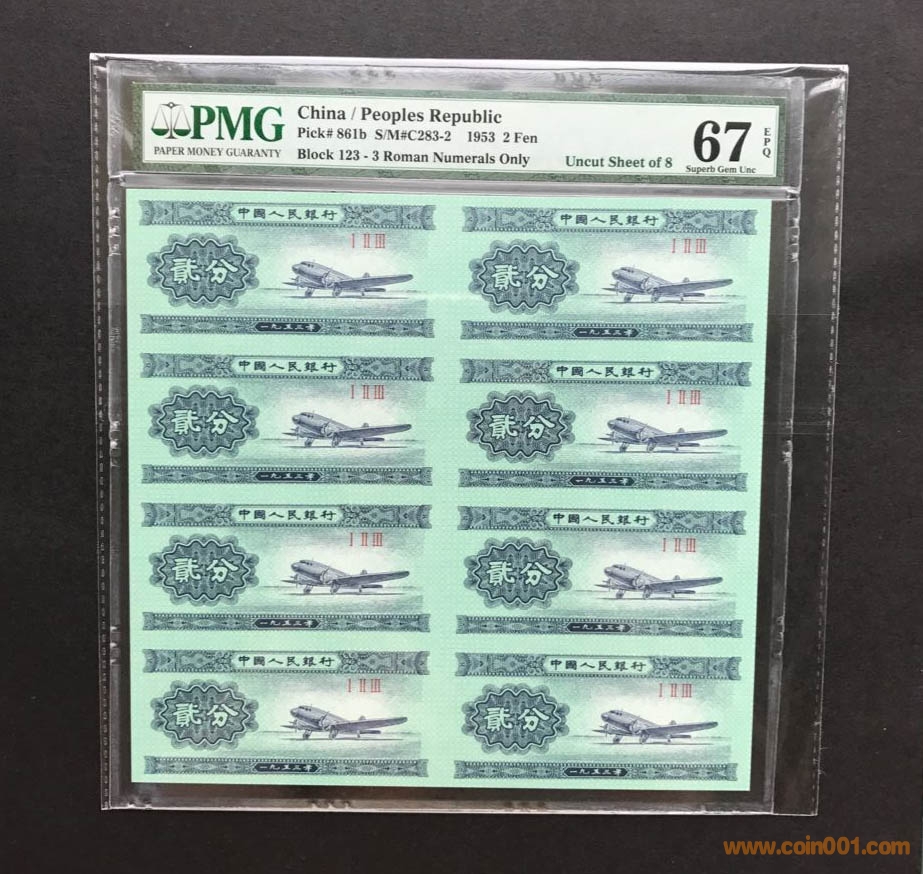 PMG
PAPER MONEY GUARANTY
China / Peoples Republic
Pick# 861b S/M#C283-2 1953 2 Fen
Block 123 - 3 Roman Numerals Only
Uncut Sheet of 8
67
EPQ
Superb Gem Unc
中國人民銀行
I II III
貳分
一九五三年
中國人民銀行
I II III
貳分
一九五三年
中國人民銀行
I II III
貳分
一九五三年
中國人民銀行
I II III
貳分
一九五三年
中國人民銀行
I II III
貳分
一九五三年
中國人民銀行
I II III
貳分
一九五三年
中國人民銀行
I II III
貳分
一九五三年
中國人民銀行
I II III
貳分
一九五三年
www.coin001.com